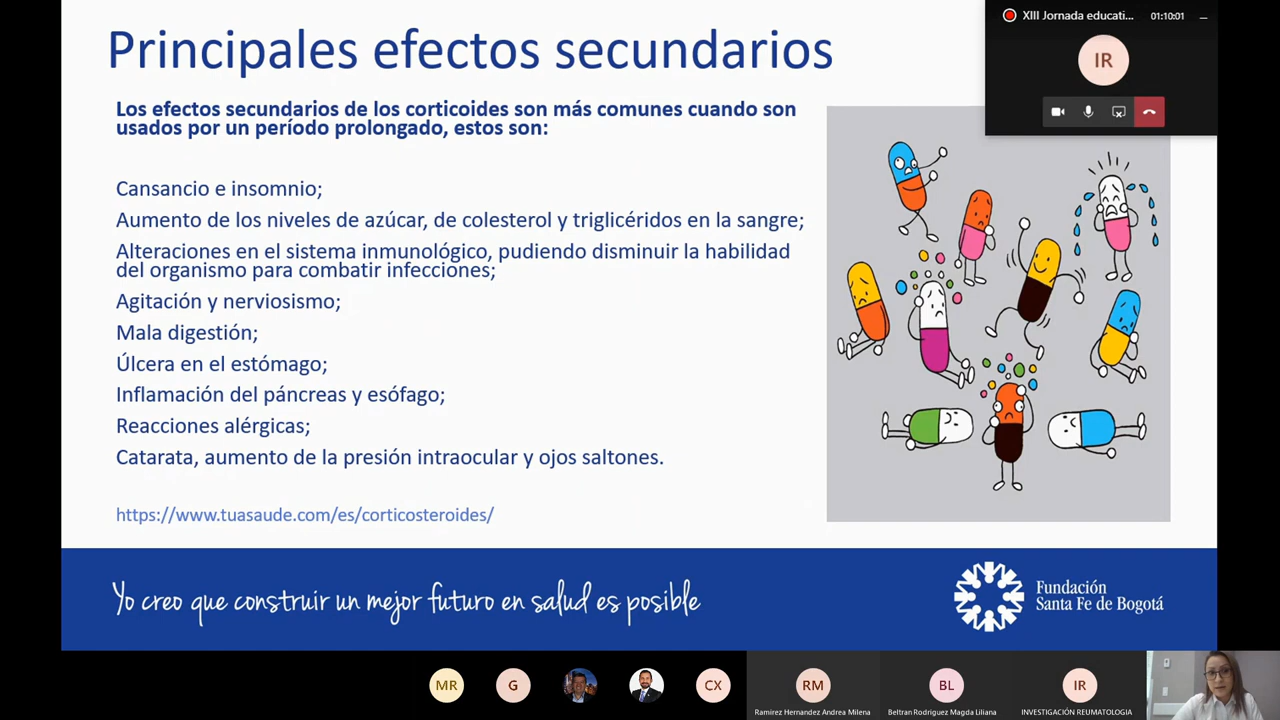 Principales efectos secundarios
XIII Jornada educati...
01:10:01
IR
Los efectos secundarios de los corticoides son más comunes cuando son
usados por un período prolongado, estos son:
Cansancio e insomnio;
Aumento de los niveles de azúcar, de colesterol y triglicéridos en la sangre;
Alteraciones en el sistema inmunológico, pudiendo disminuir la habilidad
del organismo para combatir infecciones;
Agitación y nerviosismo;
Mala digestión;
Úlcera en el estómago;
Inflamación del páncreas y esófago;
Reacciones alérgicas;
Catarata, aumento de la presión intraocular y ojos saltones.
https://www.tuasaude.com/es/corticosteroides/
Yo creo que construir un mejor futuro en salud es posible
Fundación
Santa Fe de Bogotá
MR
G
CX
RM
BL
IR
Ramirez Hernandez Andrea Milena
Beltran Rodriguez Magda Liliana
INVESTIGACIÓN REUMATOLOGIA